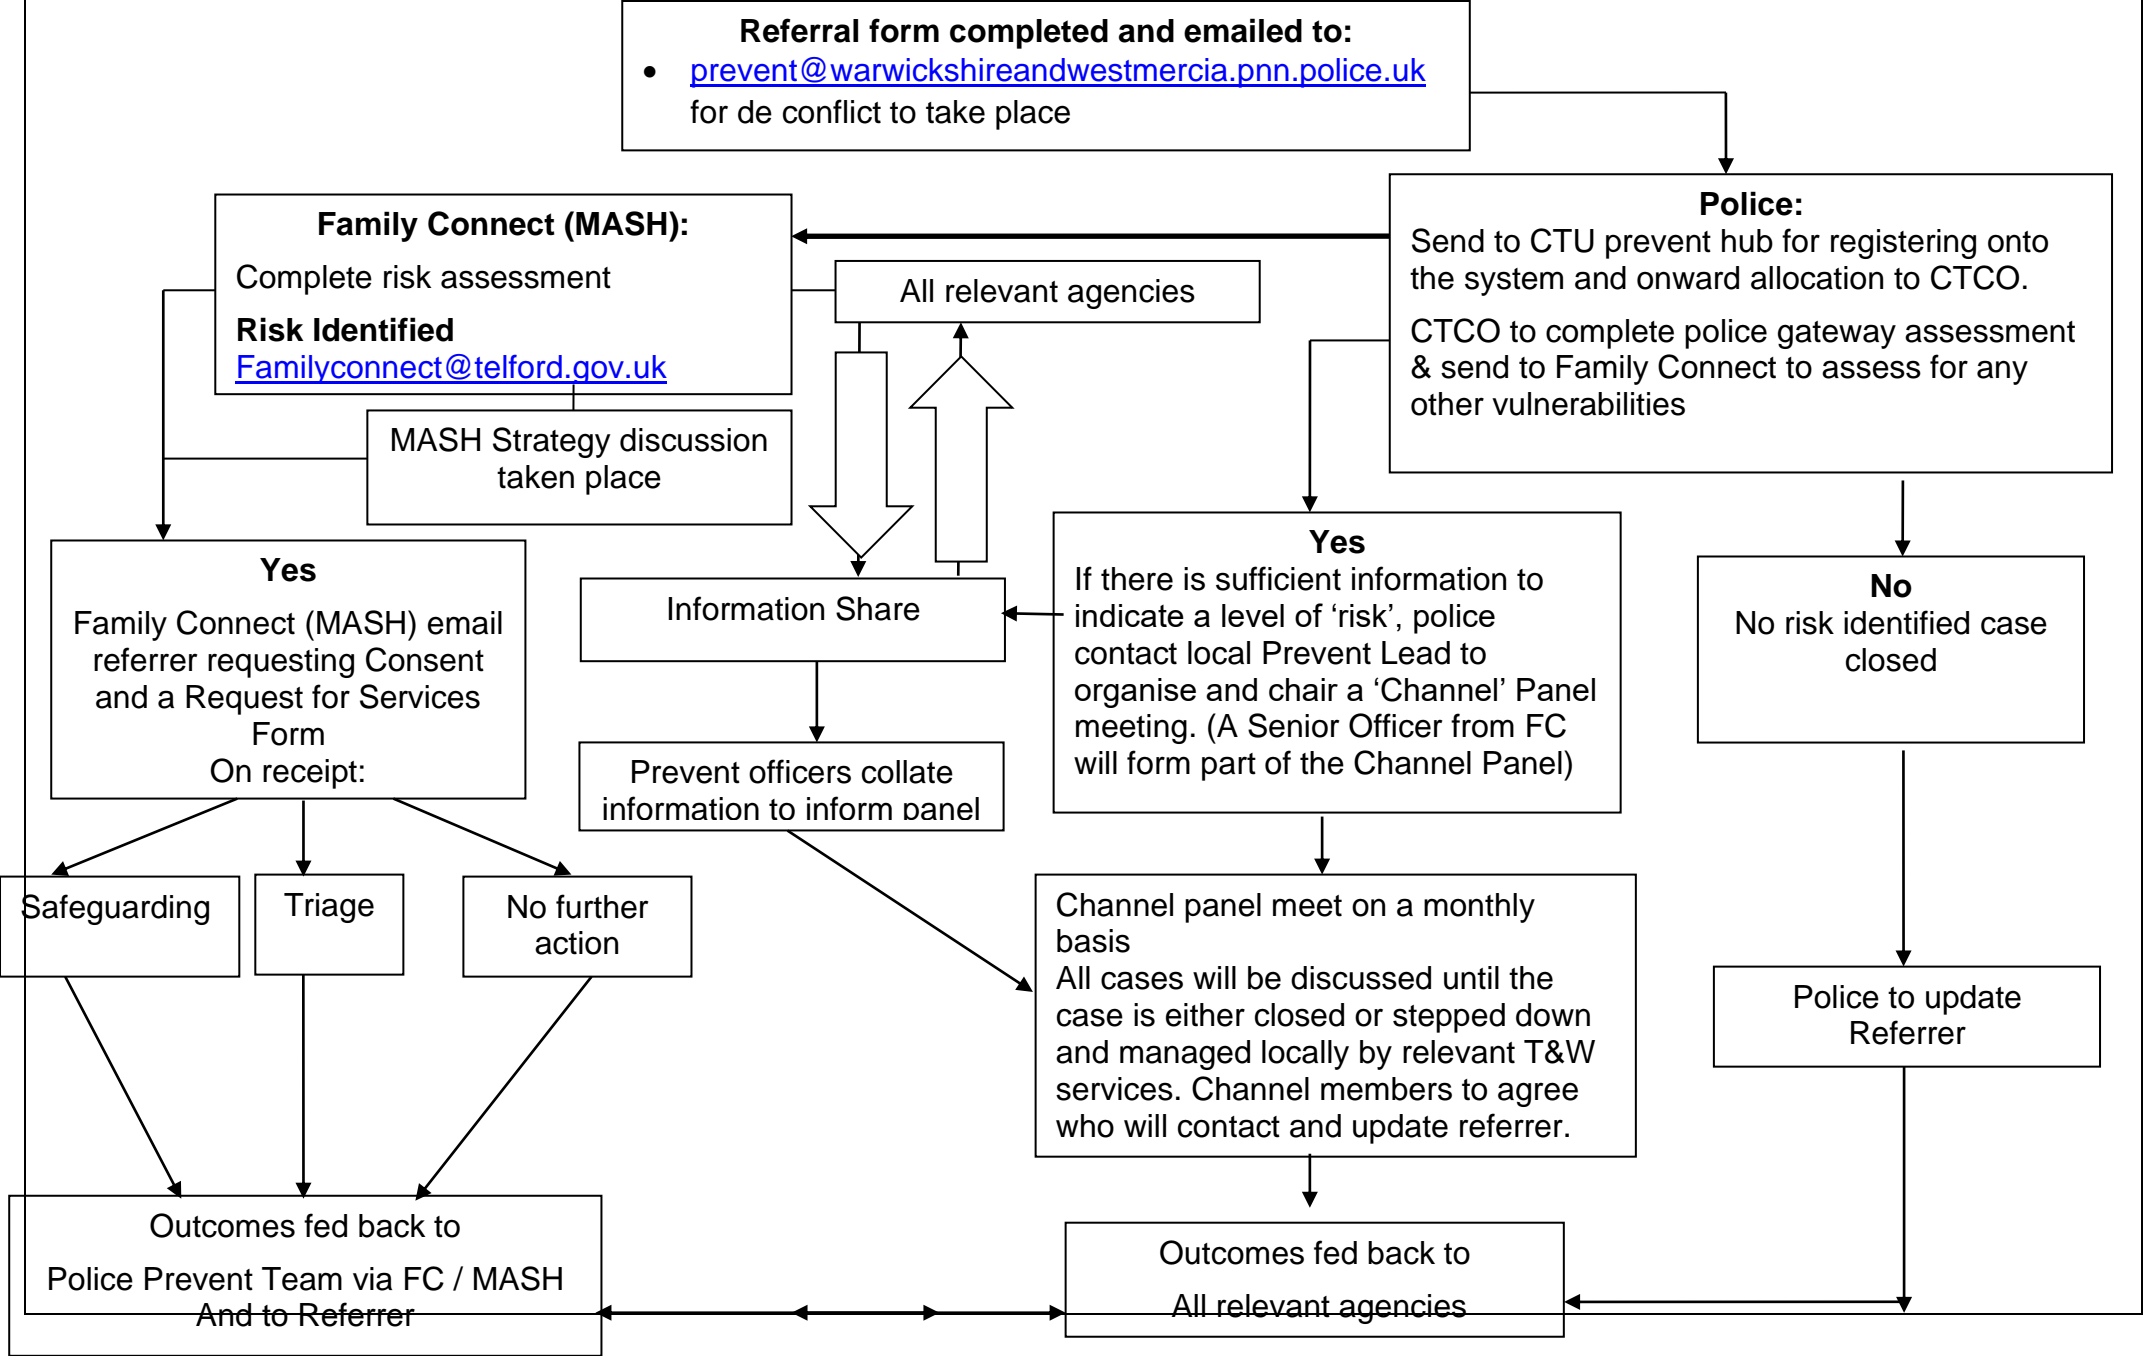 Referral form completed and emailed to:
• prevent@warwickshireandwestmercia.pnn.police.uk
for de conflict to take place
Family Connect (MASH):
Complete risk assessment
Risk Identified
Familyconnect@telford.gov.uk
All relevant agencies
Police:
Send to CTU prevent hub for registering onto
the system and onward allocation to CTCO.
CTCO to complete police gateway assessment
& send to Family Connect to assess for any
other vulnerabilities
MASH Strategy discussion
taken place
Yes
Family Connect (MASH) email
referrer requesting Consent
and a Request for Services
Form
On receipt:
Information Share
Yes
If there is sufficient information to
indicate a level of ‘risk’, police
contact local Prevent Lead to
organise and chair a ‘Channel’ Panel
meeting. (A Senior Officer from FC
will form part of the Channel Panel)
No
No risk identified case
closed
Prevent officers collate
information to inform panel
Safeguarding
Triage
No further
action
Channel panel meet on a monthly
basis
All cases will be discussed until the
case is either closed or stepped down
and managed locally by relevant T&W
services. Channel members to agree
who will contact and update referrer.
Police to update
Referrer
Outcomes fed back to
Police Prevent Team via FC / MASH
And to Referrer
Outcomes fed back to
All relevant agencies